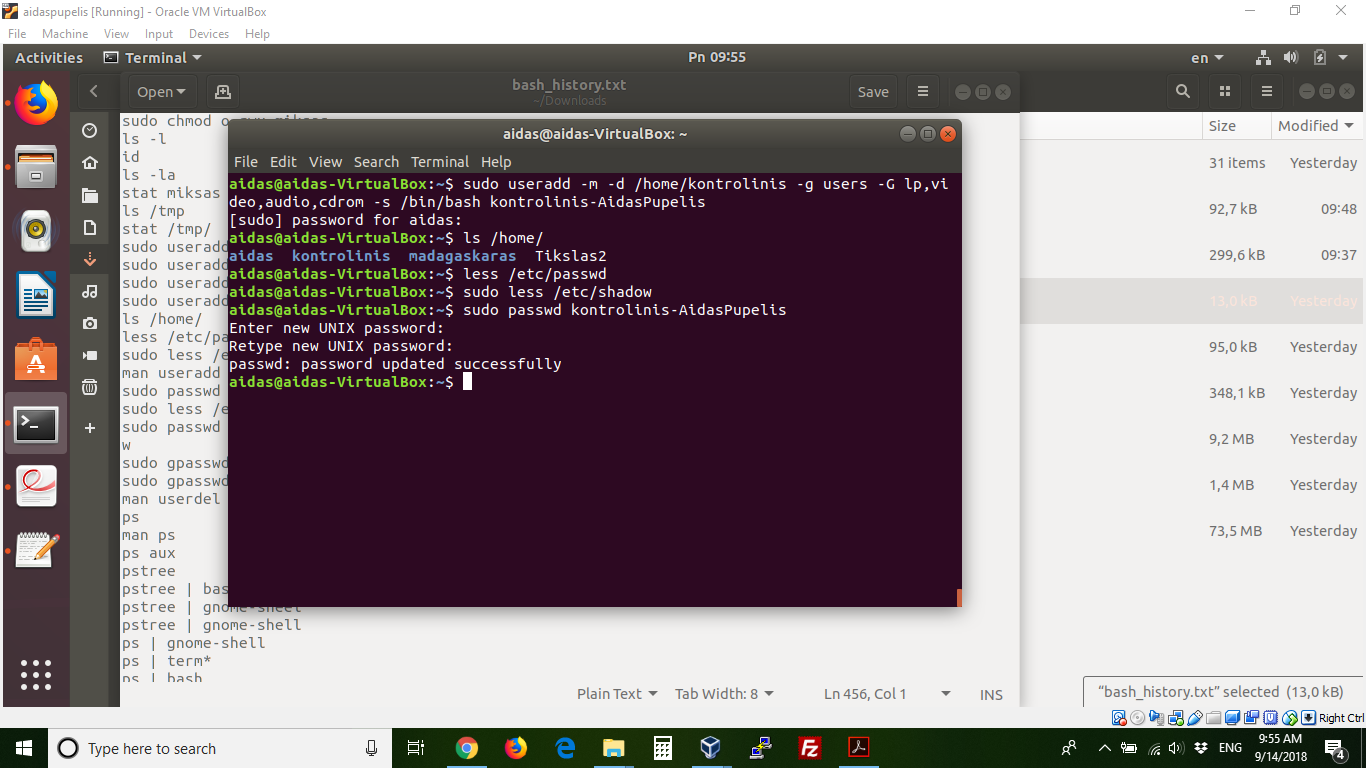 aidaspupelis [Running] - Oracle VM VirtualBox
File Machine View Input Devices Help
Activities Terminal Pn 09:55 en
Open bash_history.txt Save
~/Downloads
Size Modified
sudo chmod o
ls -l
id
ls -la
stat miksas
ls /tmp
stat /tmp/
sudo useradd
sudo useradd
sudo useradd
sudo useradd
ls /home/
less /etc/pa
sudo less /e
man useradd
sudo passwd
sudo less /e
sudo passwd
w
sudo gpasswd
sudo gpasswd
man userdel
ps
man ps
ps aux
pstree
pstree | bas
pstree | gnome-sheel
pstree | gnome-shell
ps | gnome-shell
ps | term*
ps | bash
aidas@aidas-VirtualBox: ~
File Edit View Search Terminal Help
aidas@aidas-VirtualBox:~$ sudo useradd -m -d /home/kontrolinis -g users -G lp,vi
deo,audio,cdrom -s /bin/bash kontrolinis-AidasPupelis
[sudo] password for aidas:
aidas@aidas-VirtualBox:~$ ls /home/
aidas kontrolinis madagaskaras Tikslas2
aidas@aidas-VirtualBox:~$ less /etc/passwd
aidas@aidas-VirtualBox:~$ sudo less /etc/shadow
aidas@aidas-VirtualBox:~$ sudo passwd kontrolinis-AidasPupelis
Enter new UNIX password:
Retype new UNIX password:
passwd: password updated successfully
aidas@aidas-VirtualBox:~$
31 items Yesterday
92,7 kB 09:48
299,6 kB 09:37
13,0 kB Yesterday
95,0 kB Yesterday
348,1 kB Yesterday
9,2 MB Yesterday
1,4 MB Yesterday
73,5 MB Yesterday
Plain Text Tab Width: 8 Ln 456, Col 1 INS
“bash_history.txt” selected (13,0 kB)
Right Ctrl
Type here to search
ENG
9:55 AM
9/14/2018
4